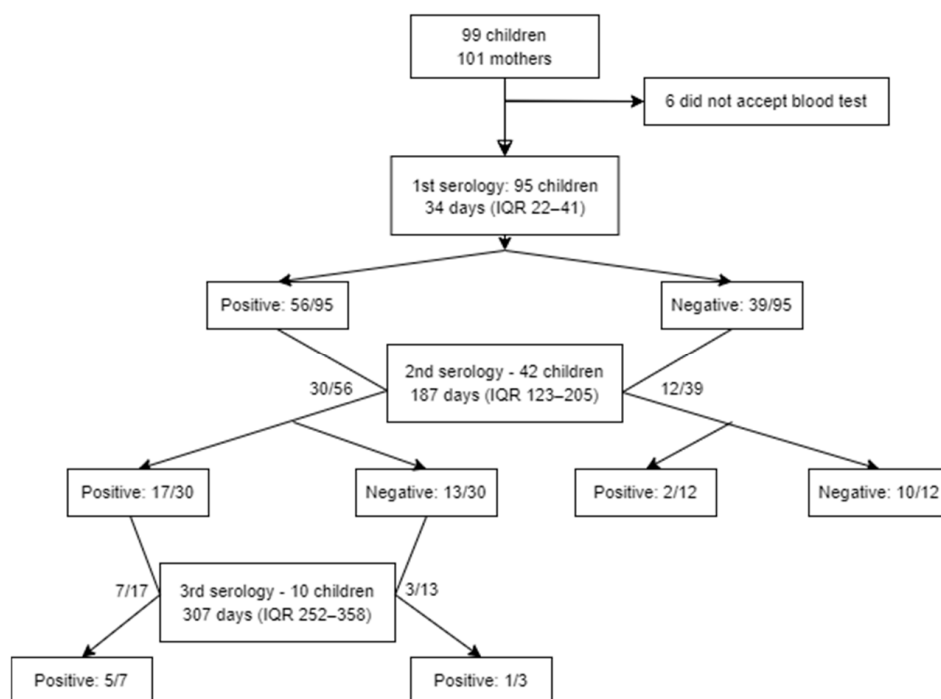 99 children
101 mothers
6 did not accept blood test
1st serology: 95 children
34 days (IQR 22–41)
Positive: 56/95
Negative: 39/95
2nd serology - 42 children
187 days (IQR 123–205)
30/56
12/39
Positive: 17/30
Negative: 13/30
Positive: 2/12
Negative: 10/12
3rd serology - 10 children
307 days (IQR 252–358)
7/17
3/13
Positive: 5/7
Positive: 1/3